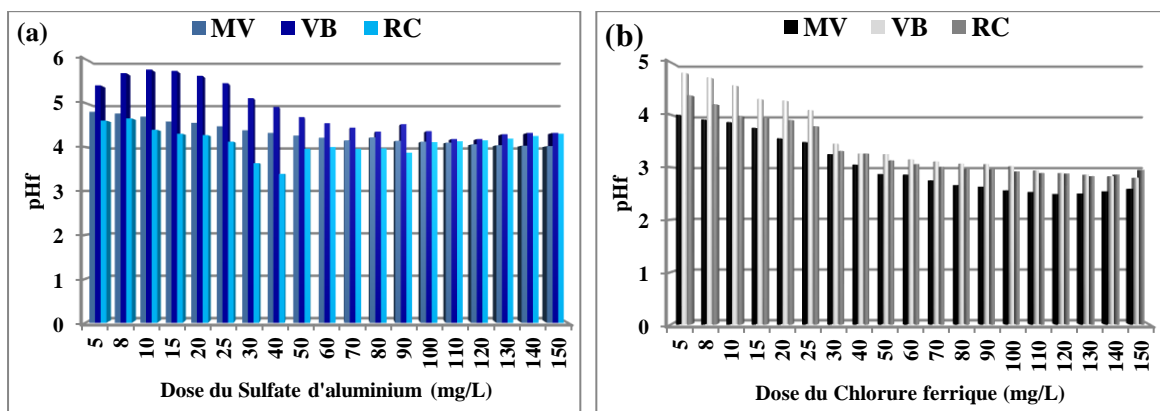 (a)
MV VB RC
pHf
6
5
4
3
2
1
0
5 8 10 15 20 25 30 40 50 60 70 80 90 100 110 120 130 140 150
Dose du Sulfate d'aluminium (mg/L)
(b)
MV VB RC
pHf
5
4
3
2
1
0
5 8 10 15 20 25 30 40 50 60 70 80 90 100 110 120 130 140 150
Dose du Chlorure ferrique (mg/L)